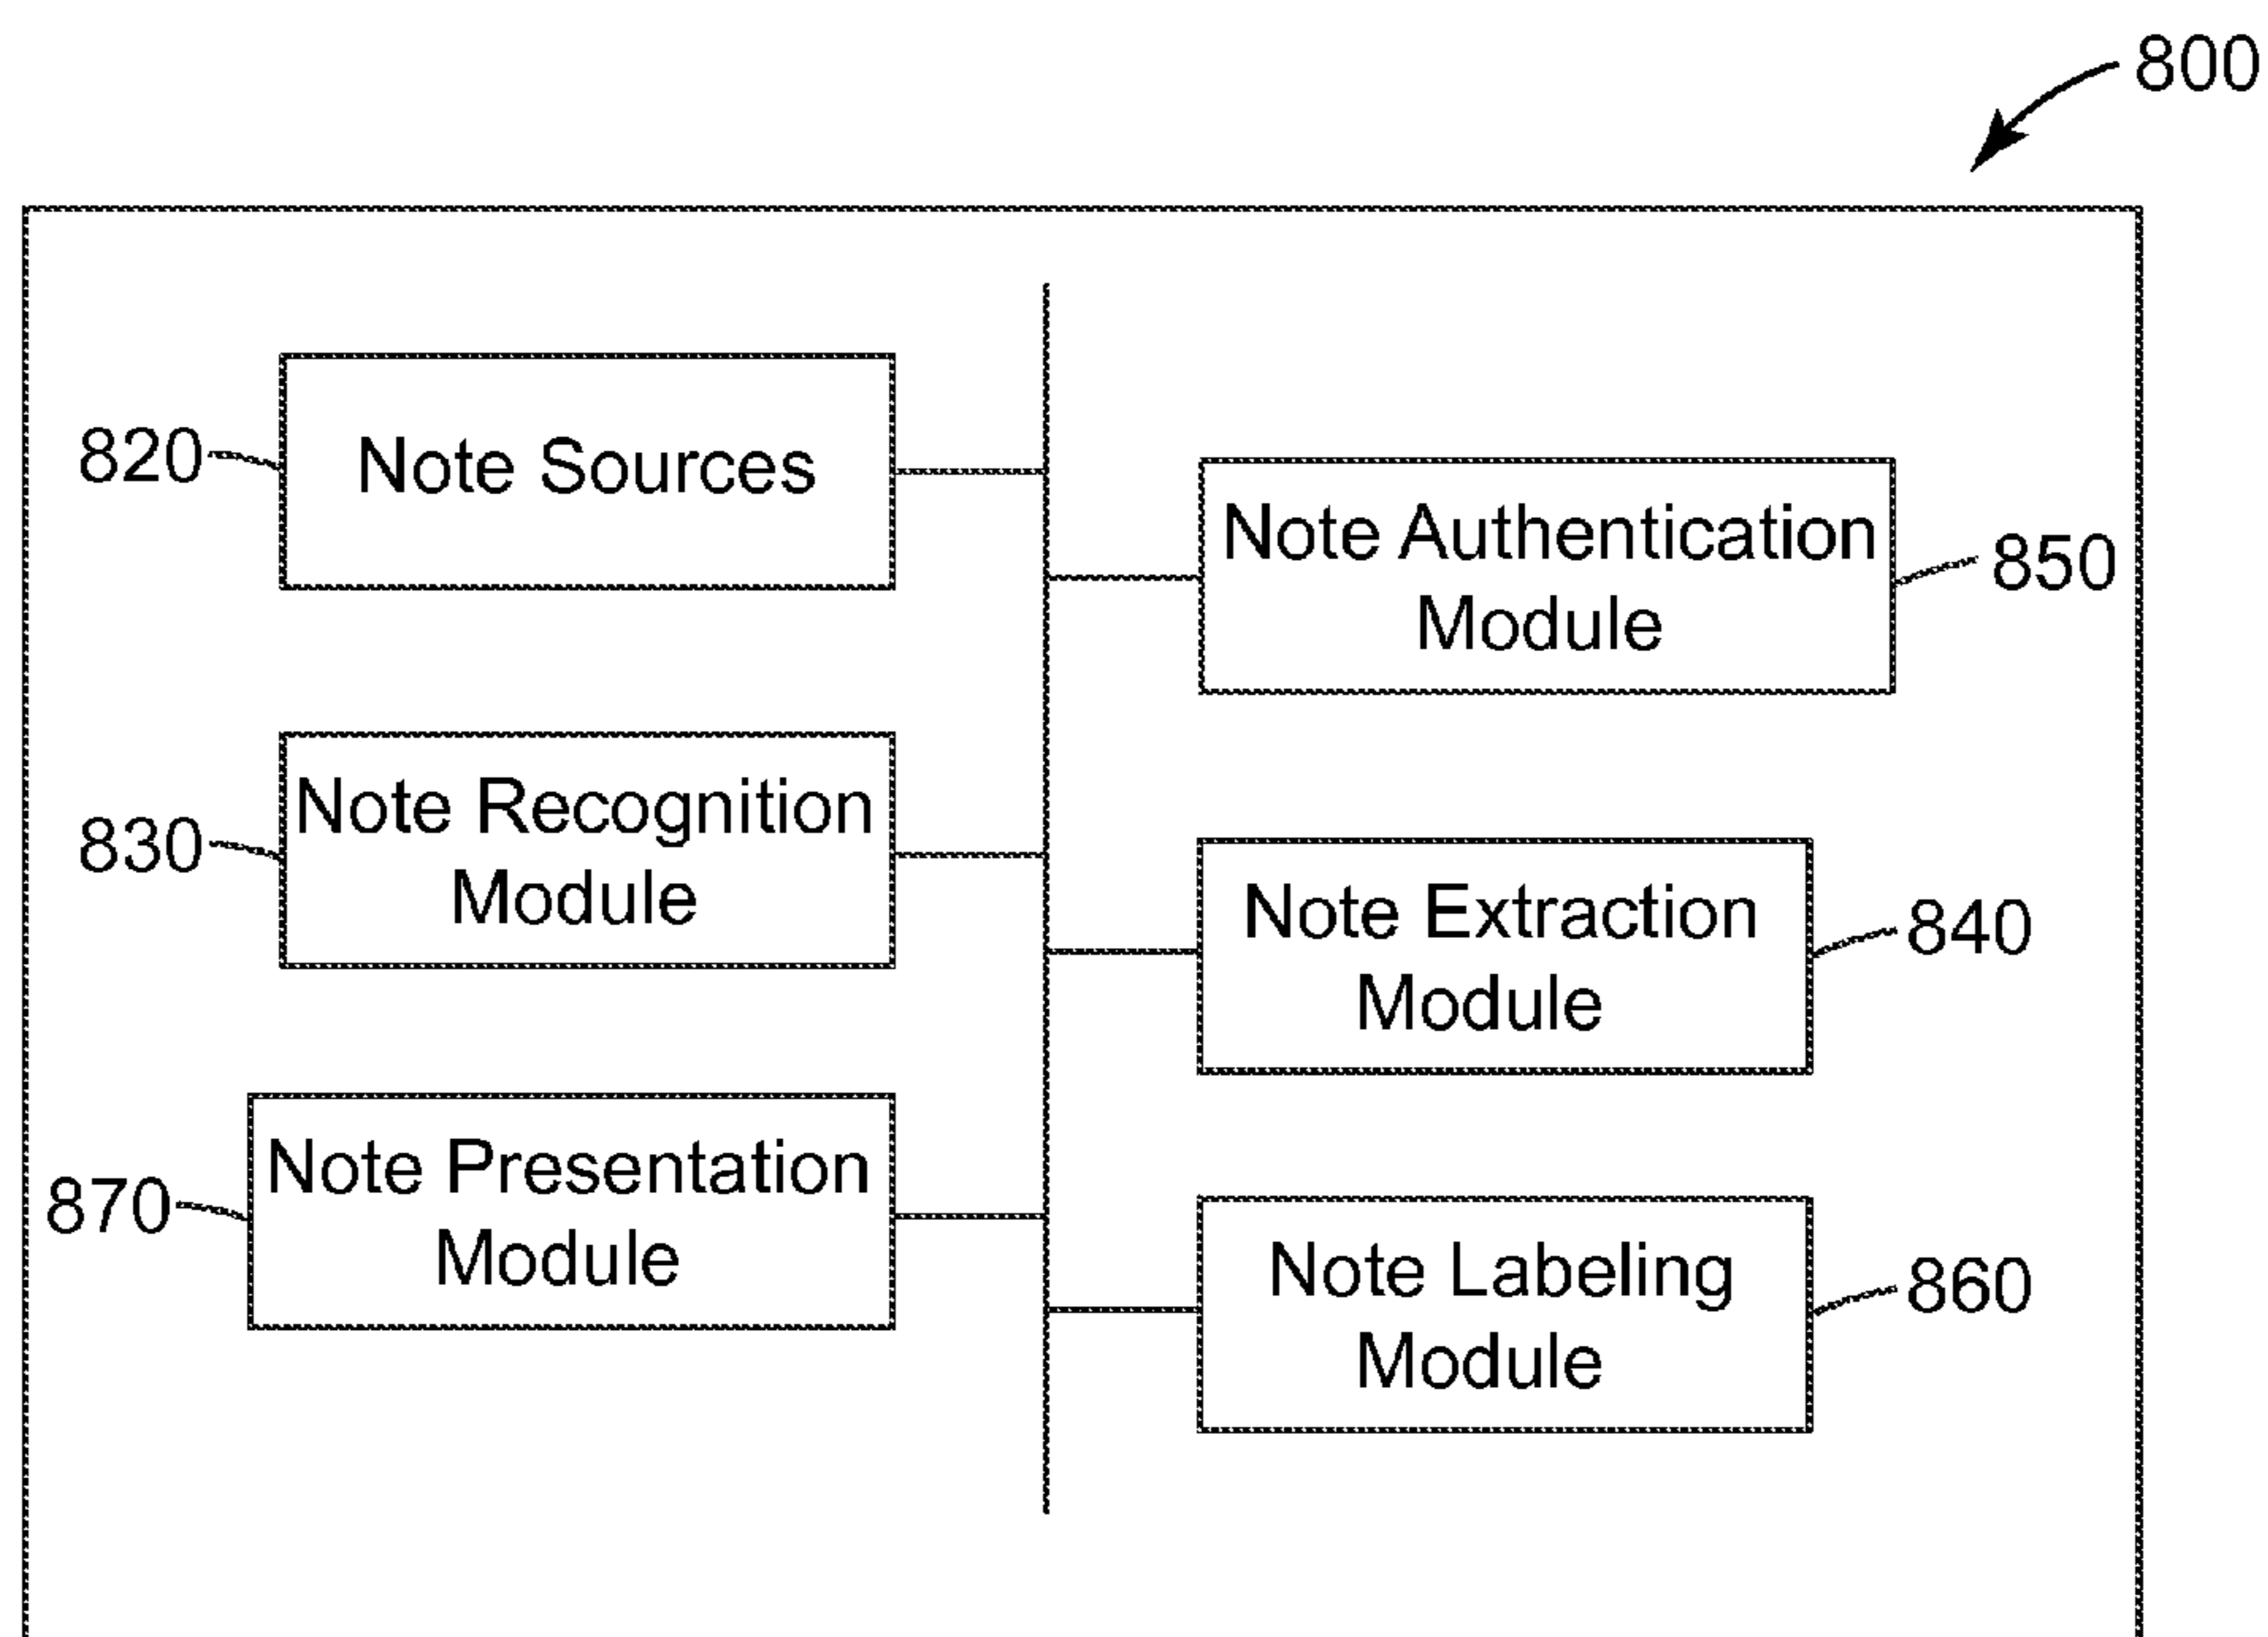 800
820
Note Sources
Note Authentication
Module
850
830
Note Recognition
Module
Note Extraction
Module
840
870
Note Presentation
Module
Note Labeling
Module
860